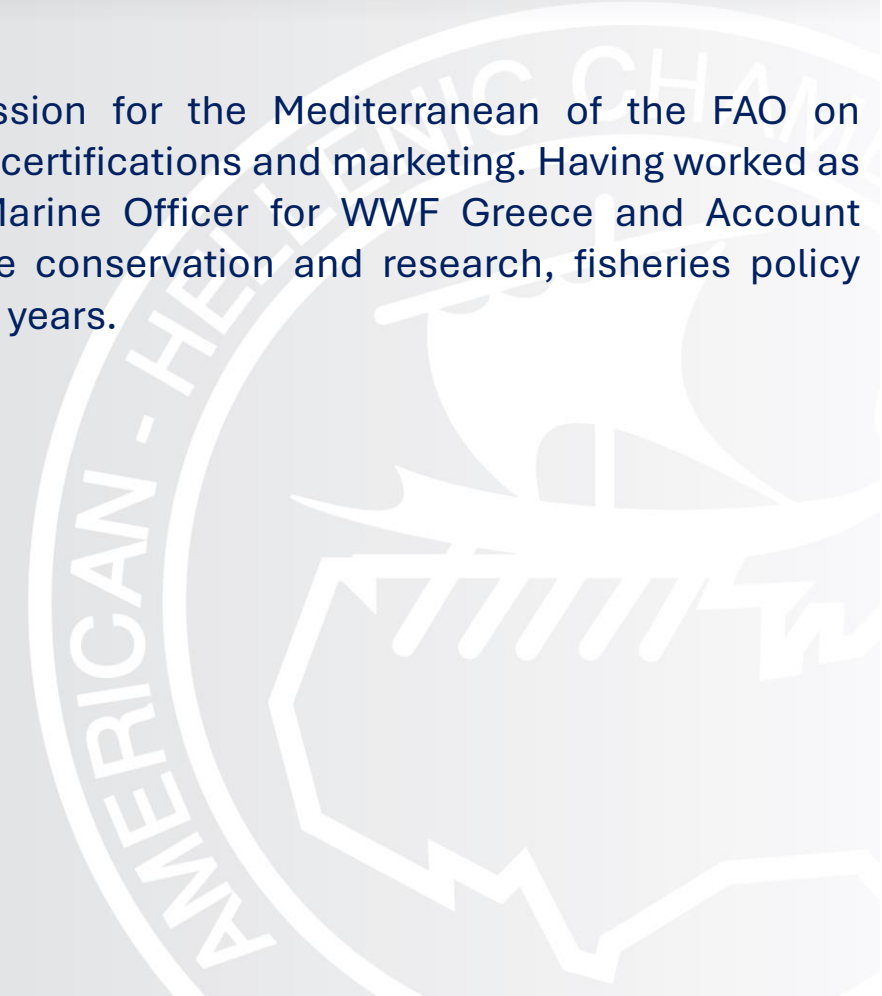 ssion for the Mediterranean of the FAO on
certifications and marketing. Having worked as
Marine Officer for WWF Greece and Account
e conservation and research, fisheries policy
years.
AMERICAN - HELLENIC CHAM